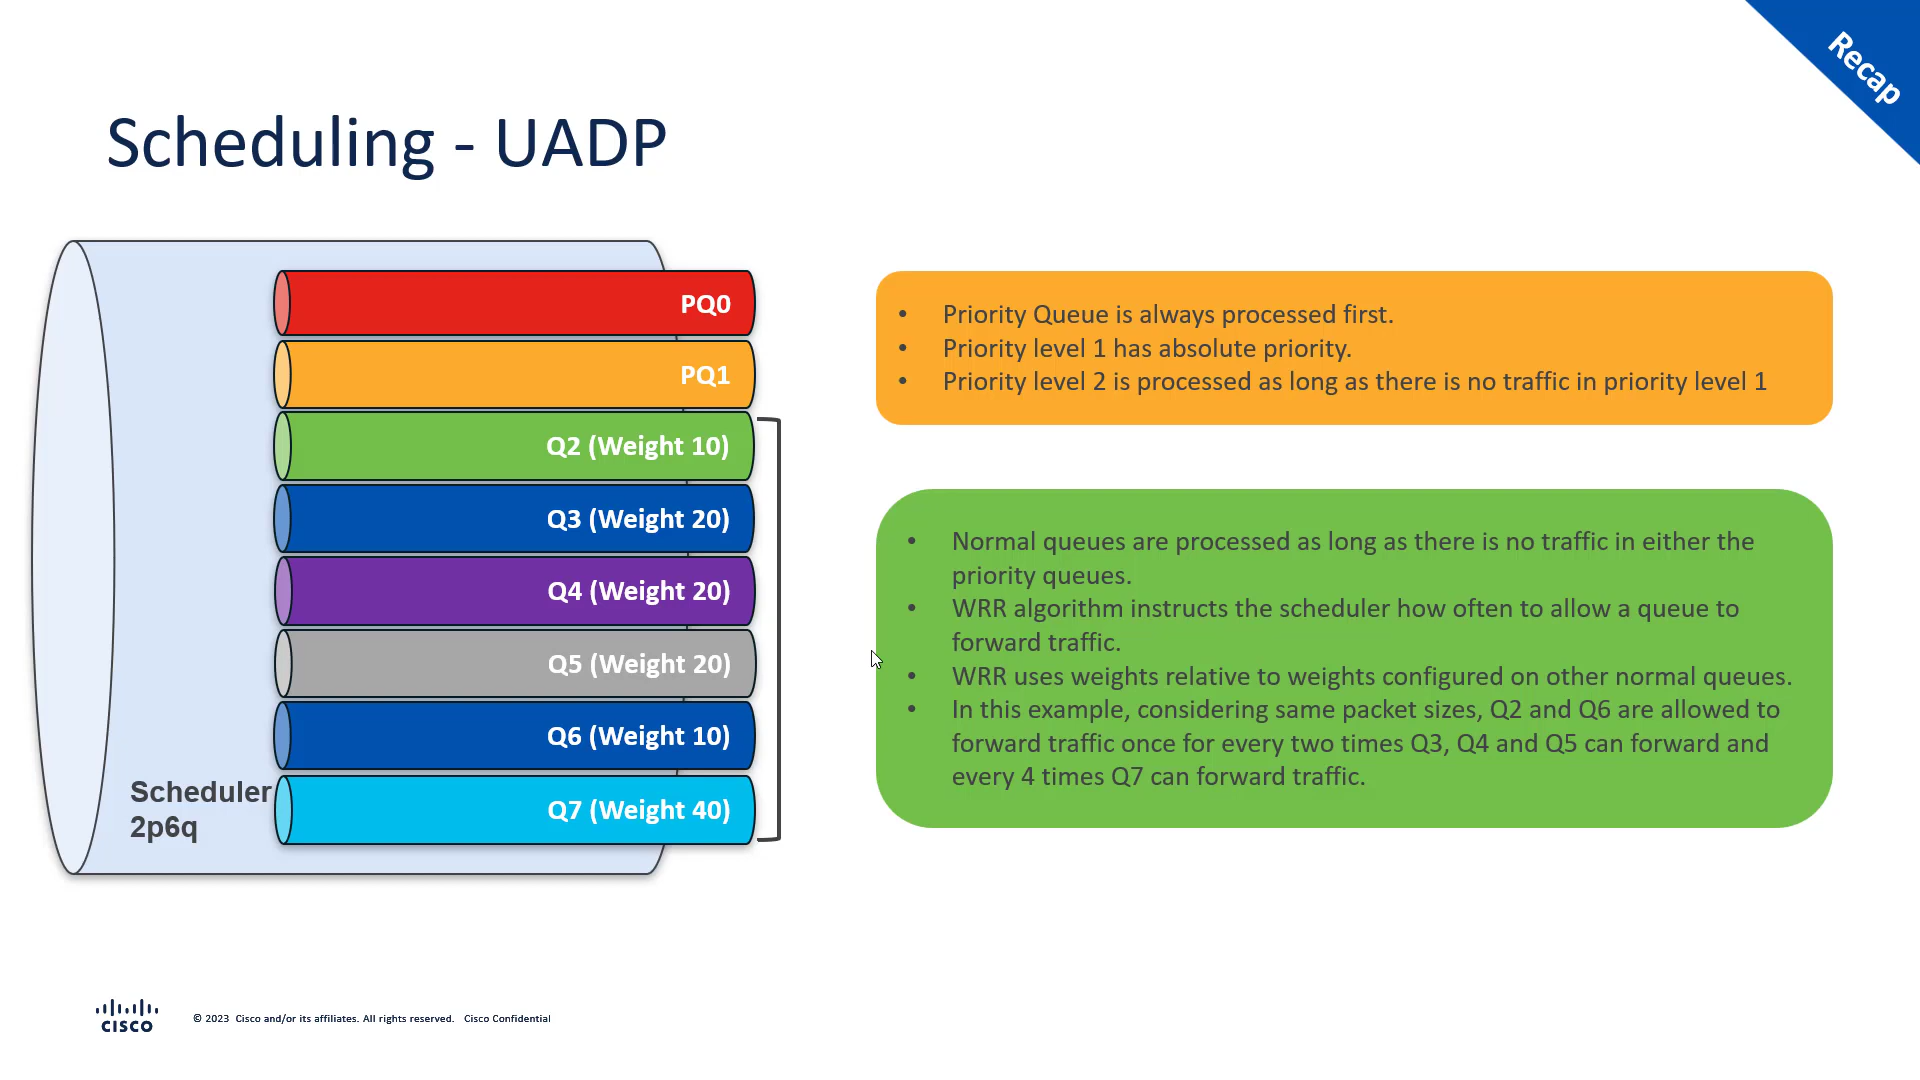 Recap
Scheduling - UADP
PQ0
PQ1
Q2 (Weight 10)
Q3 (Weight 20)
Q4 (Weight 20)
Q5 (Weight 20)
Q6 (Weight 10)
Q7 (Weight 40)
Scheduler
2p6q
• Priority Queue is always processed first.
• Priority level 1 has absolute priority.
• Priority level 2 is processed as long as there is no traffic in priority level 1
• Normal queues are processed as long as there is no traffic in either the
priority queues.
• WRR algorithm instructs the scheduler how often to allow a queue to
forward traffic.
• WRR uses weights relative to weights configured on other normal queues.
• In this example, considering same packet sizes, Q2 and Q6 are allowed to
forward traffic once for every two times Q3, Q4 and Q5 can forward and
every 4 times Q7 can forward traffic.
CISCO
© 2023 Cisco and/or its affiliates. All rights reserved. Cisco Confidential